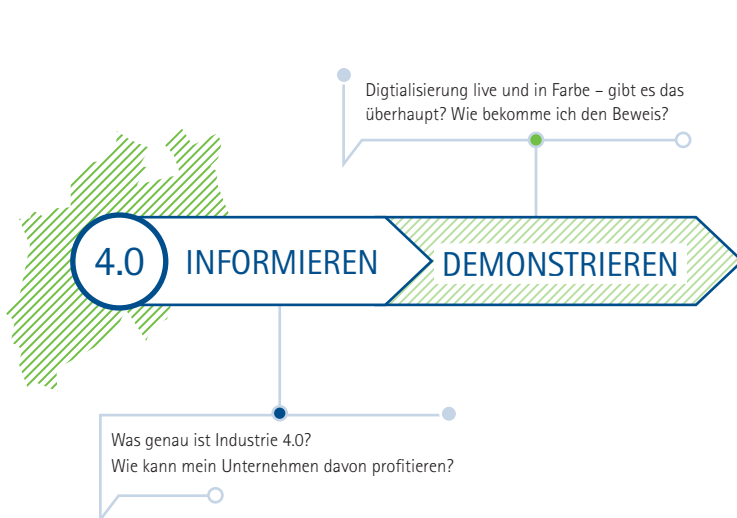 Digtialisierung live und in Farbe – gibt es das
überhaupt? Wie bekomme ich den Beweis?
4.0 INFORMIEREN DEMONSTRIEREN
Was genau ist Industrie 4.0?
Wie kann mein Unternehmen davon profitieren?